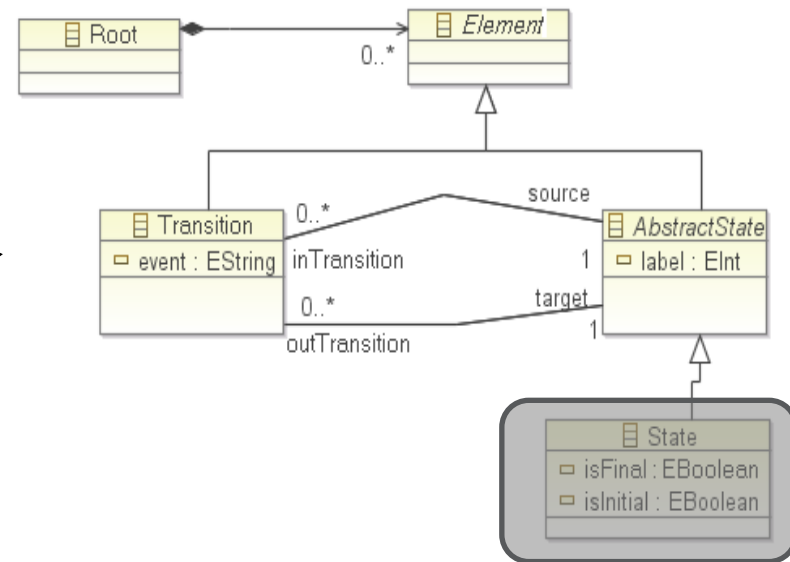 Root
Element
0..*
Transition
event : EString
0..*
inTransition
source
1
0..*
outTransition
target
1
AbstractState
label : EInt
State
isFinal : EBoolean
isInitial : EBoolean